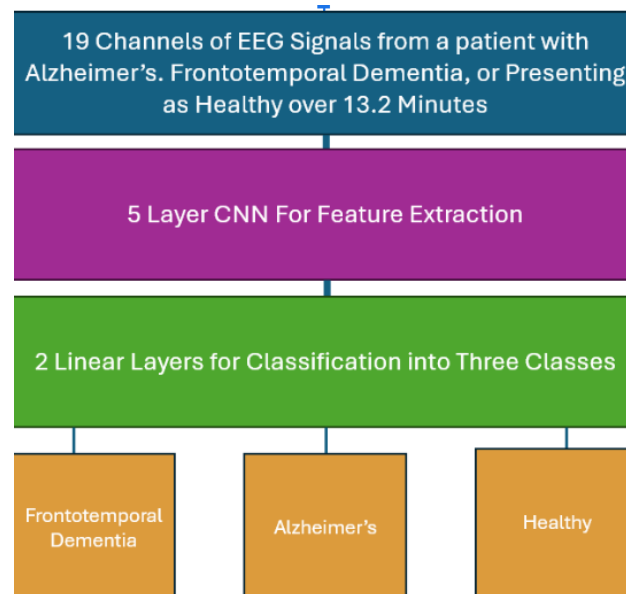 19 Channels of EEG Signals from a patient with
Alzheimer's. Frontotemporal Dementia, or Presenting
as Healthy over 13.2 Minutes
5 Layer CNN For Feature Extraction
2 Linear Layers for Classification into Three Classes
Frontotemporal
Dementia
Alzheimer's
Healthy